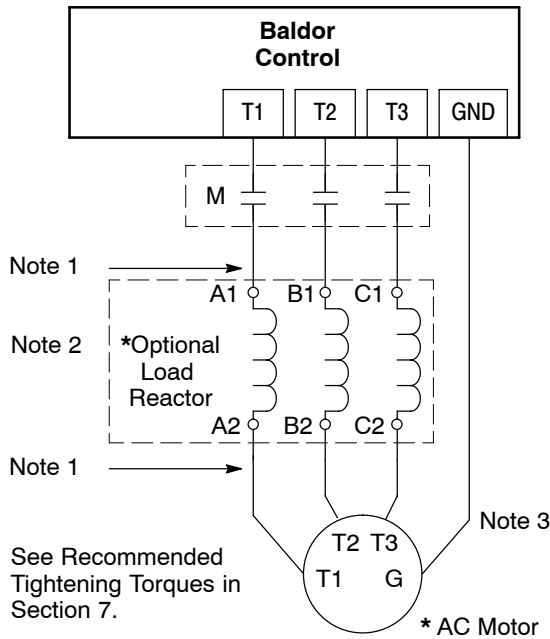 Baldor
Control
T1 T2 T3 GND
M
Note 1
A1 B1 C1
Note 2
*Optional
Load
Reactor
A2 B2 C2
Note 1
Note 3
T2 T3
T1 G
See Recommended
Tightening Torques in
Section 7.
* AC Motor